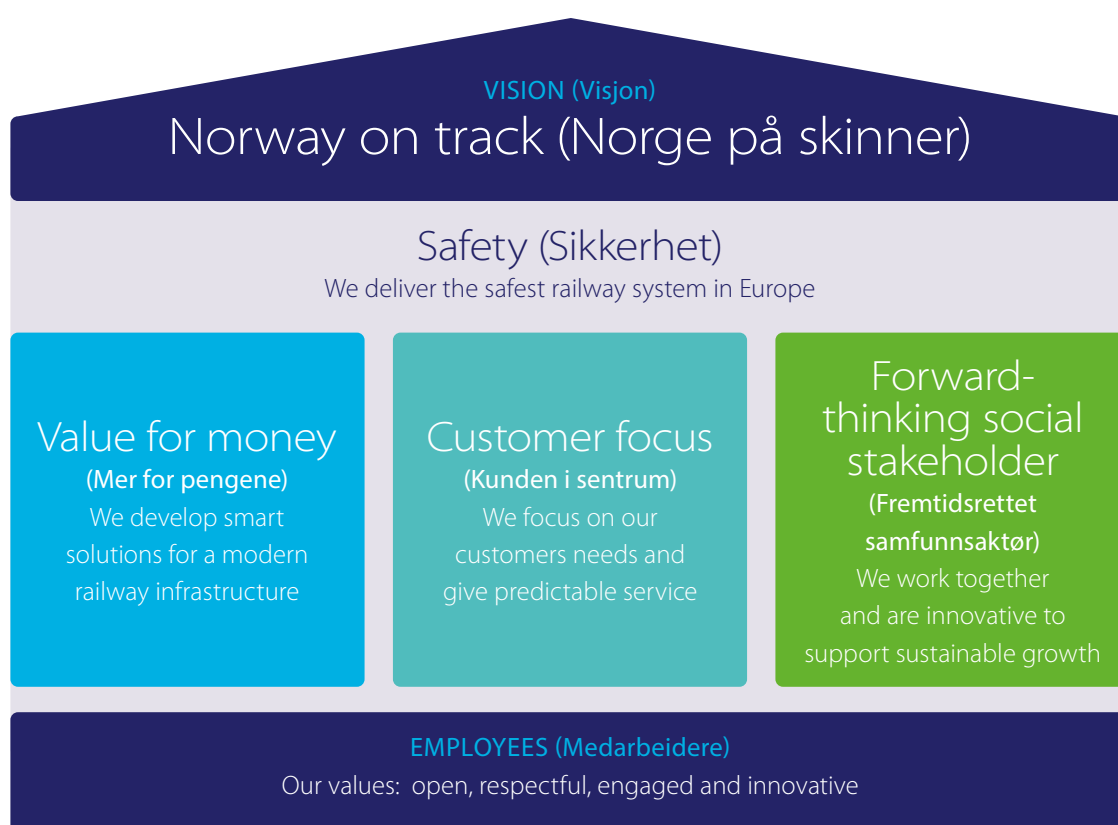 VISION (Visjon)
Norway on track (Norge på skinner)
Safety (Sikkerhet)
We deliver the safest railway system in Europe
Value for money
(Mer for pengene)
We develop smart
solutions for a modern
railway infrastructure
Customer focus
(Kunden i sentrum)
We focus on our
customers needs and
give predictable service
Forward-
thinking social
stakeholder
(Fremtidsrettet
samfunnsaktør)
We work together
and are innovative to
support sustainable growth
EMPLOYEES (Medarbeidere)
Our values: open, respectful, engaged and innovative